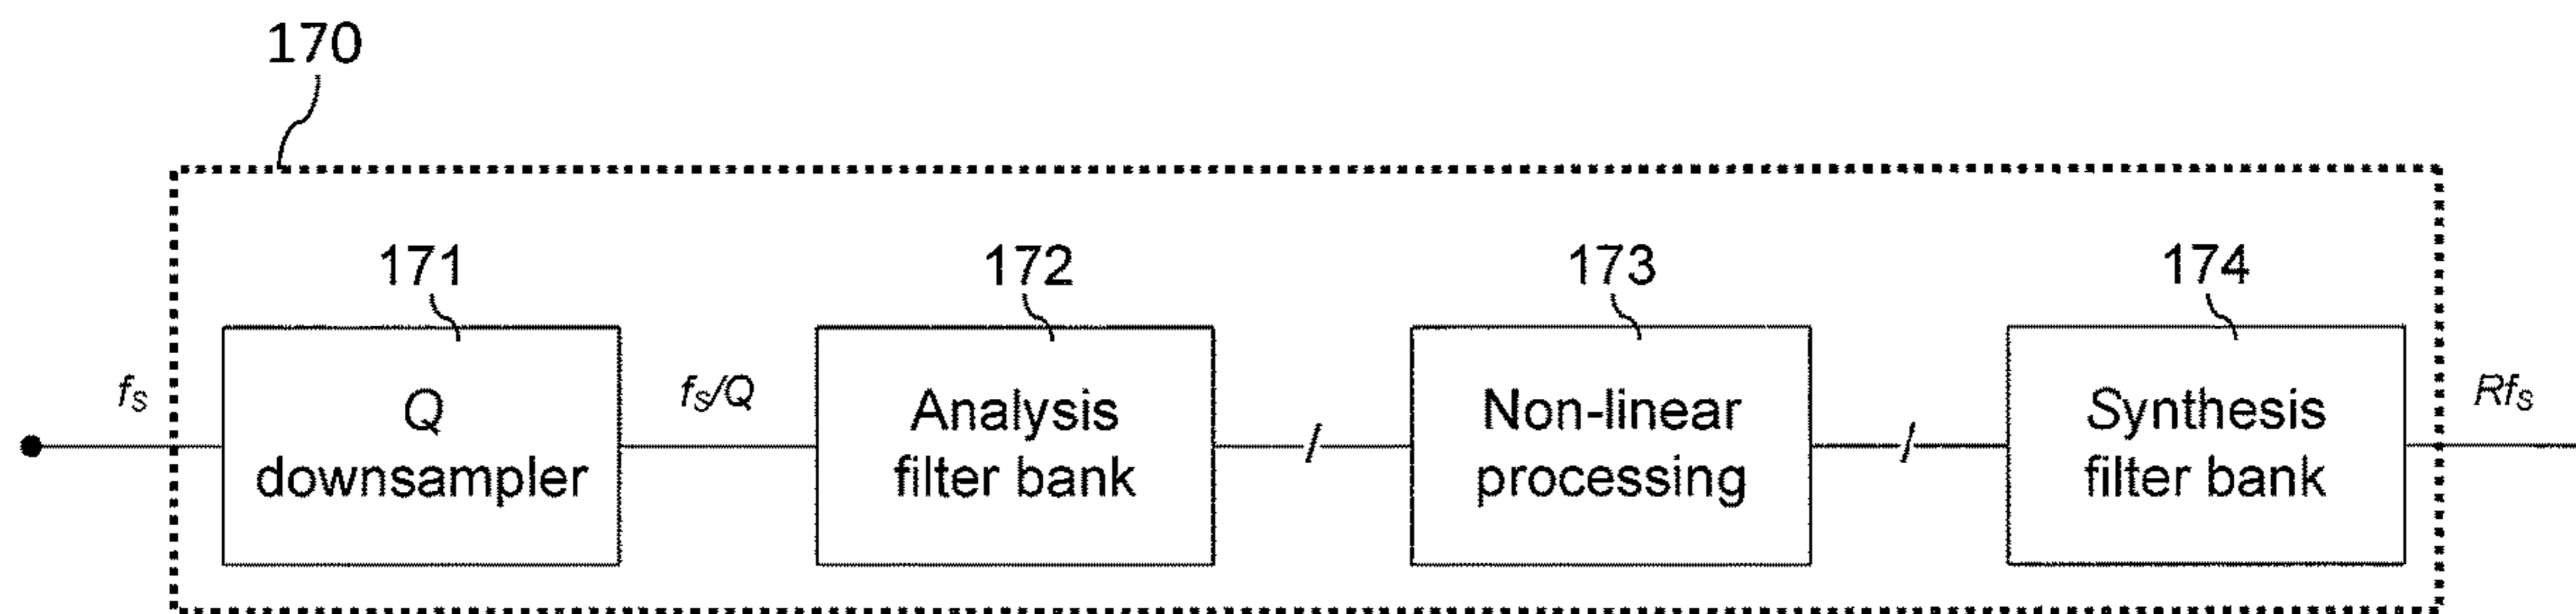 170
171
172
173
174
fS
Q
downsampler
fS/Q
Analysis
filter bank
Non-linear
processing
Synthesis
filter bank
RfS